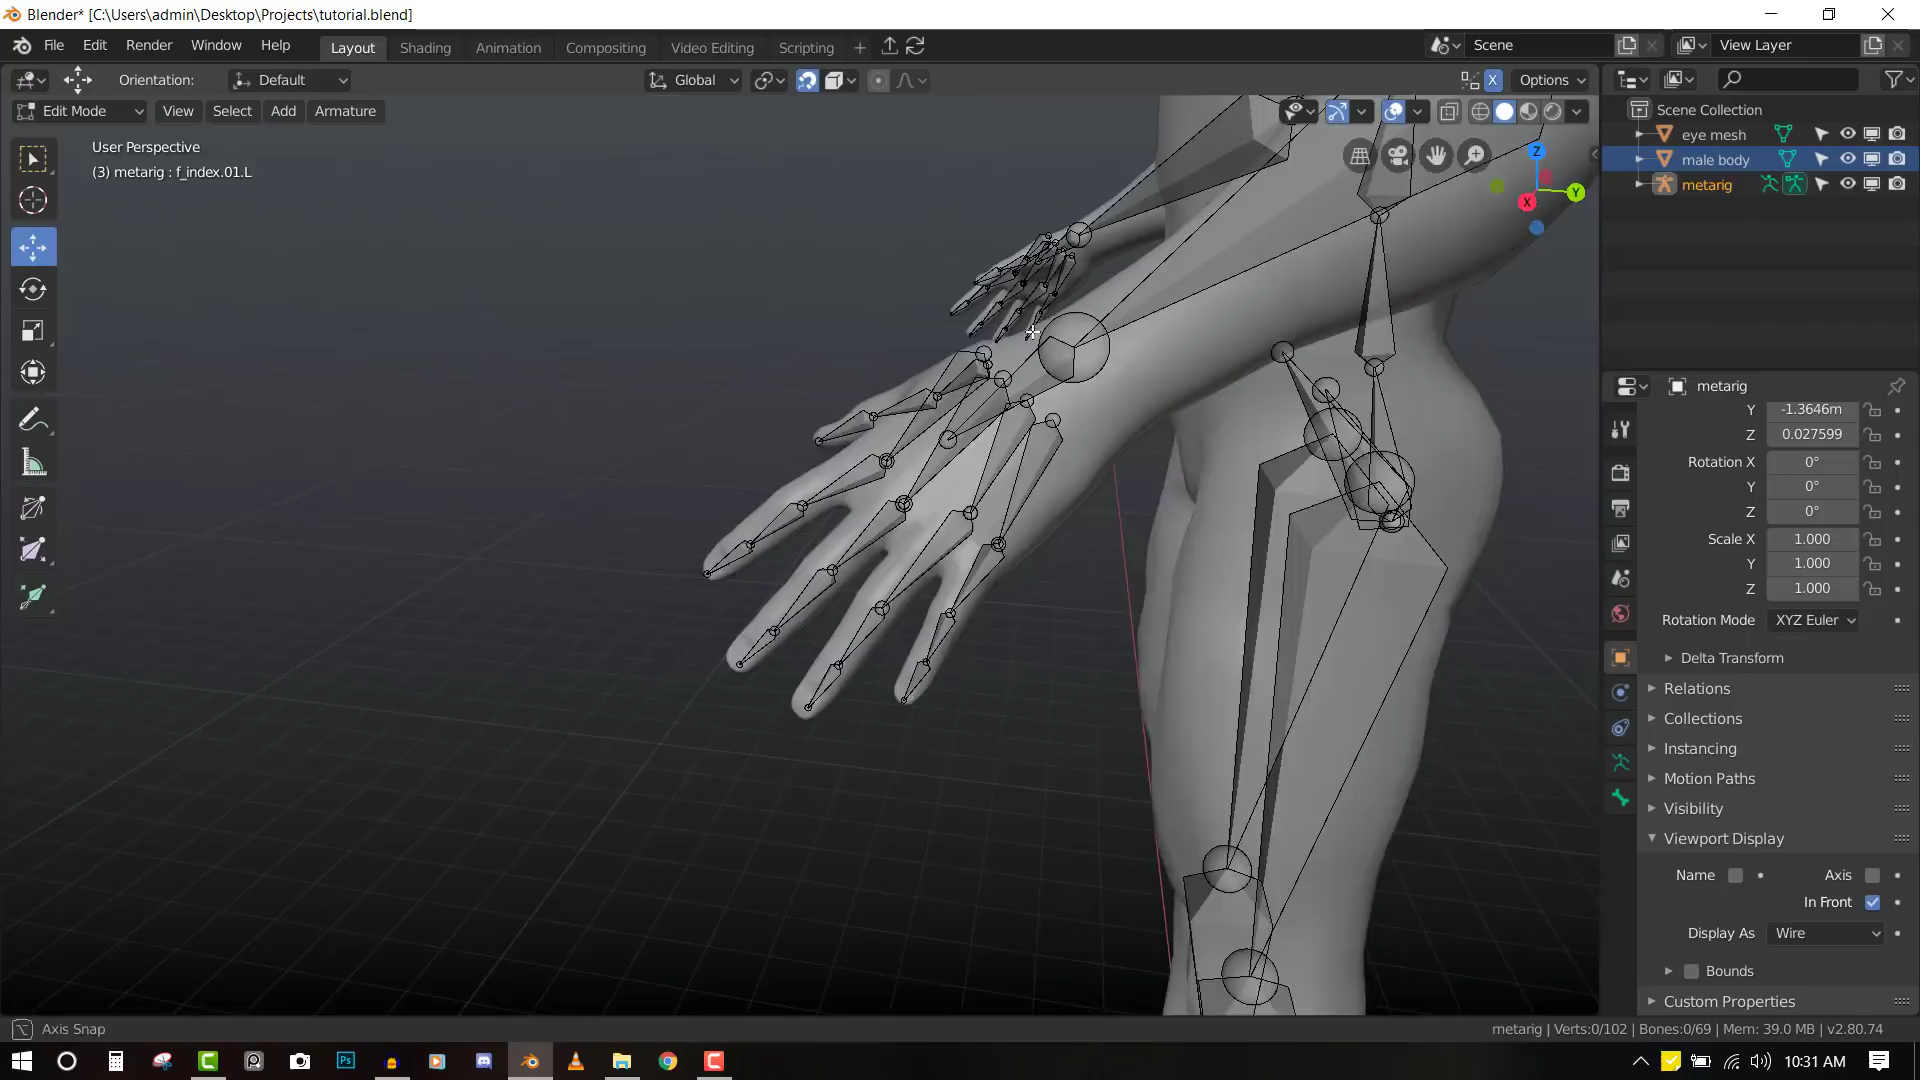 Blender* [C:\Users\admin\Desktop\Projects\tutorial.blend]
File Edit Render Window Help Layout Shading Animation Compositing Video Editing Scripting Scene View Layer
Orientation: Default Global X Options
Edit Mode View Select Add Armature
User Perspective
(3) metarig : f_index.01.L
Z
Y
X
Scene Collection
eye mesh
male body
metarig
metarig
Y -1.3646m
Z 0.027599
Rotation X 0°
Y 0°
Z 0°
Scale X 1.000
Y 1.000
Z 1.000
Rotation Mode XYZ Euler
Delta Transform
Relations
Collections
Instancing
Motion Paths
Visibility
Viewport Display
Name Axis
In Front
Display As Wire
Bounds
Custom Properties
Axis Snap metarig | Verts:0/102 | Bones:0/69 | Mem: 39.0 MB | v2.80.74
Ps
10:31 AM